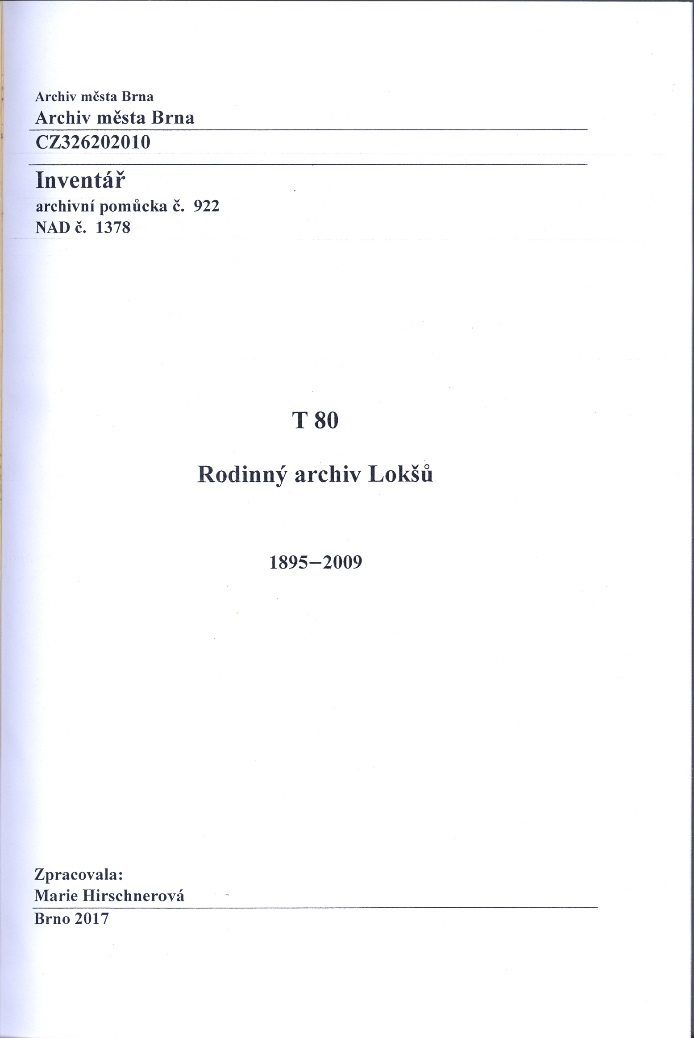 Archiv města Brna
Archiv města Brna
CZ326202010
Inventář
archivní pomůcka č. 922
NAD č. 1378
T 80
Rodinný archiv Lokšů
1895–2009
Zpracovala:
Marie Hirschnerová
Brno 2017